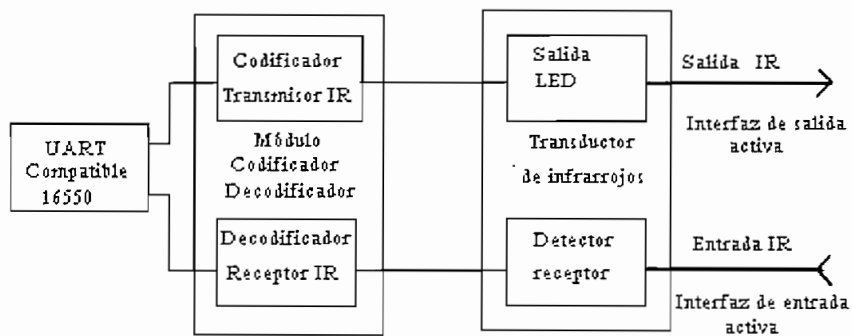 UART
Compatible
16550
Codificador
Transmisor IR
Módulo
Codificador
Decodificador
Decodificador
Receptor IR
Salida
LED
Transductor
de infrarrojos
Detector
receptor
Salida IR
Interfaz de salida
activa
Entrada IR
Interfaz de entrada
activa